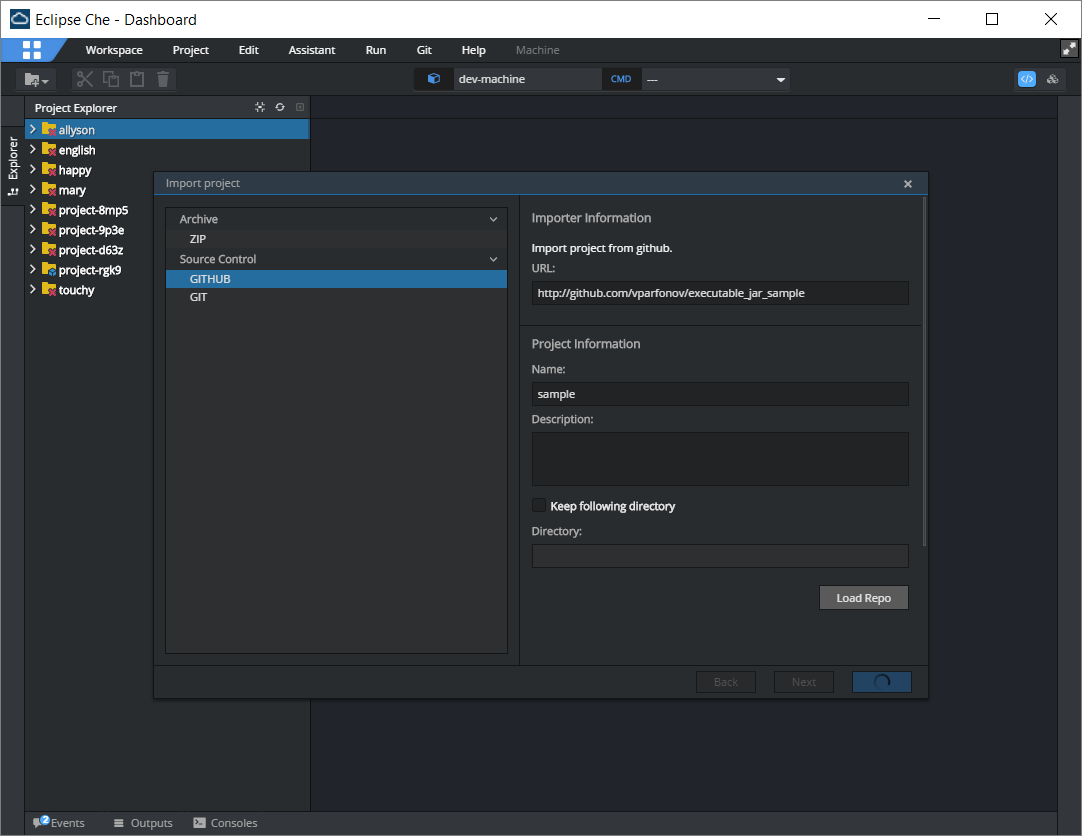 Eclipse Che - Dashboard
Workspace Project Edit Assistant Run Git Help Machine
dev-machine CMD ---
Project Explorer
Explorer
allyson
english
happy
mary
project-8mp5
project-9p3e
project-d63z
project-rgk9
touchy
Import project
Archive
ZIP
Source Control
GITHUB
GIT
Importer Information
Import project from github.
URL:
http://github.com/vparfonov/executable_jar_sample
Project Information
Name:
sample
Description:
Keep following directory
Directory:
Load Repo
Back Next
2 Events Outputs Consoles